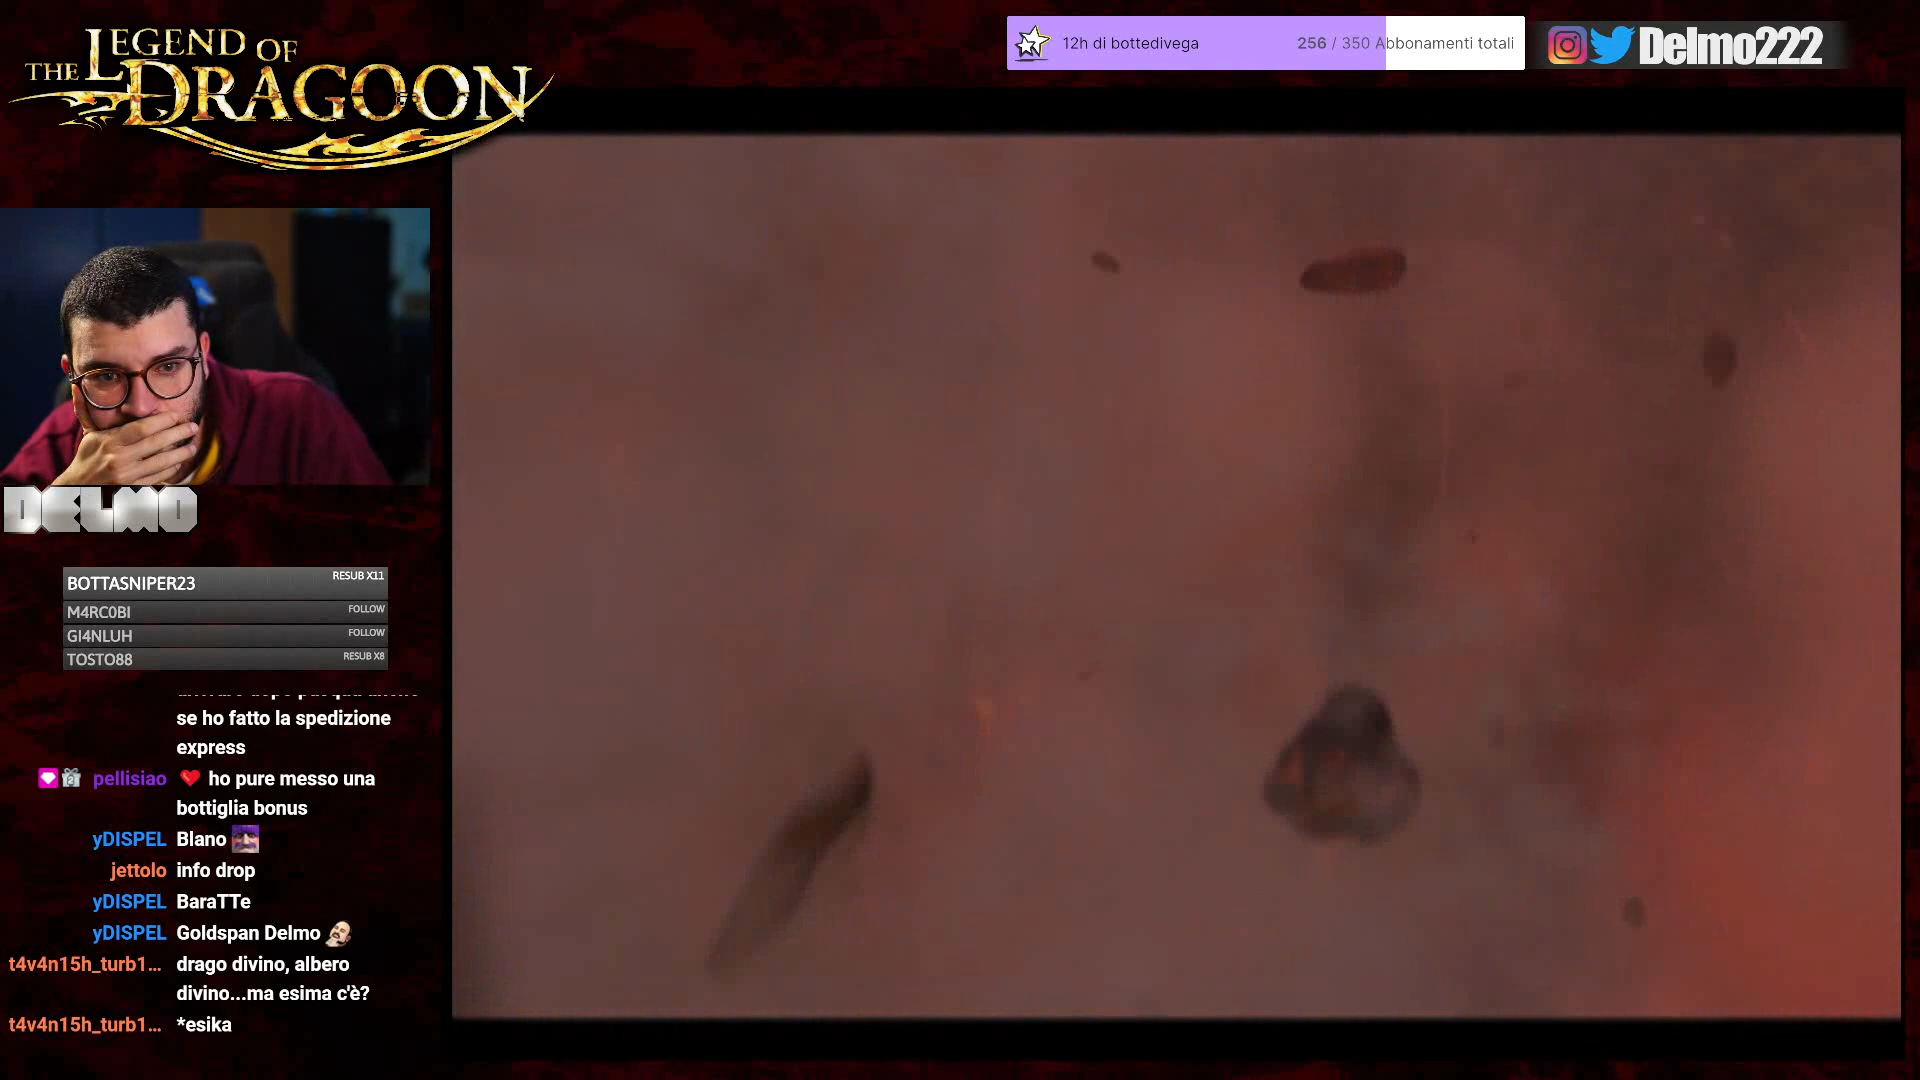 THE LEGEND OF
DRAGOON
12h di bottedivega
256 / 350 Abbonamenti totali
Delmo222
DELMO
BOTTASNIPER23 RESUB X11
M4RC0BI FOLLOW
GI4NLUH FOLLOW
TOSTO88 RESUB X8
se ho fatto la spedizione
express
pellisiao ho pure messo una
bottiglia bonus
yDISPEL Blano
jettolo info drop
yDISPEL BaraTTe
yDISPEL Goldspan Delmo
t4v4n15h_turb1... drago divino, albero
divino...ma esima c'è?
t4v4n15h_turb1... *esika